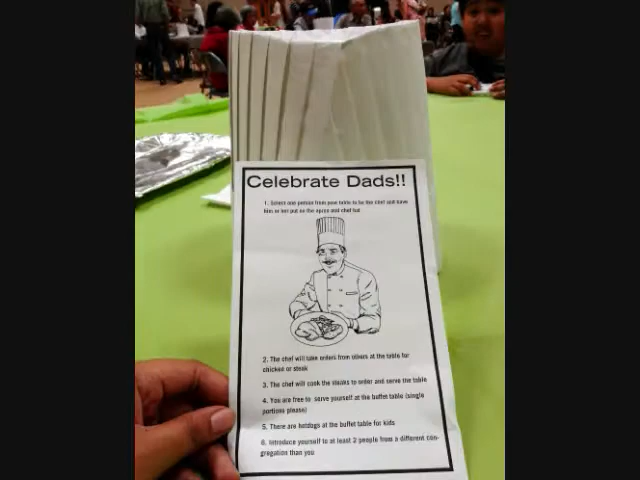 Celebrate Dads!!
1. Select one person from your table to be the chef and have
him or her put on the apron and chef hat
2. The chef will take orders from others at the table for
chicken or steak
3. The chef will cook the steaks to order and serve the table
4. You are free to serve yourself at the buffet table (single
portions please)
5. There are hotdogs at the buffet table for kids
6. Introduce yourself to at least 2 people from a different con-
gregation than you